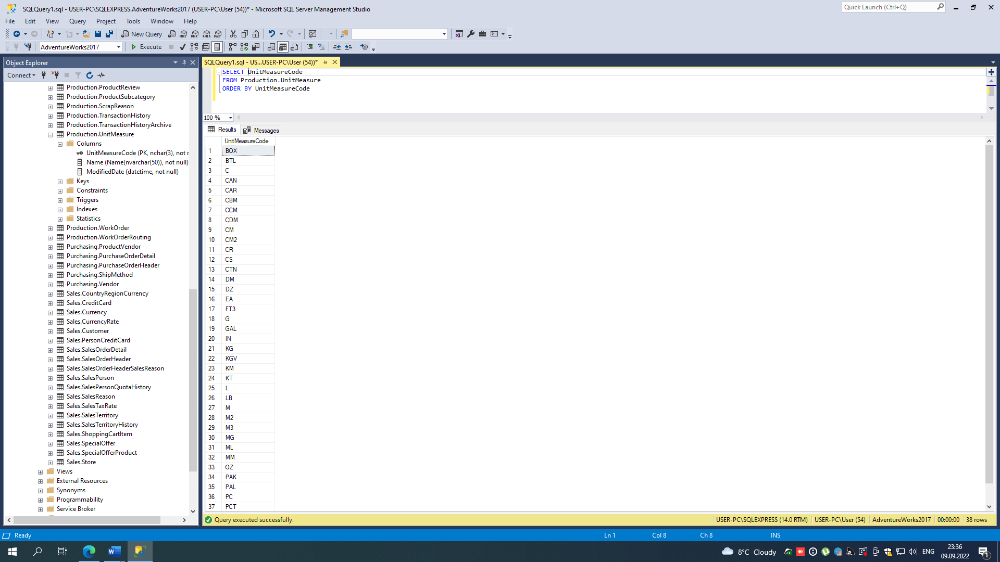 SQLQuery1.sql - USER-PC\SQLEXPRESS.AdventureWorks2017 (USER-PC\User (54))* - Microsoft SQL Server Management Studio
Quick Launch (Ctrl+Q)
File Edit View Query Project Tools Window Help
New Query
AdventureWorks2017
Execute
Object Explorer
Connect
Production.ProductReview
Production.ProductSubcategory
Production.ScrapReason
Production.TransactionHistory
Production.TransactionHistoryArchive
Production.UnitMeasure
Columns
UnitMeasureCode (PK, nchar(3), not
Name (Name(nvarchar(50)), not null)
ModifiedDate (datetime, not null)
Keys
Constraints
Triggers
Indexes
Statistics
Production.WorkOrder
Production.WorkOrderRouting
Purchasing.ProductVendor
Purchasing.PurchaseOrderDetail
Purchasing.PurchaseOrderHeader
Purchasing.ShipMethod
Purchasing.Vendor
Sales.CountryRegionCurrency
Sales.CreditCard
Sales.Currency
Sales.CurrencyRate
Sales.Customer
Sales.PersonCreditCard
Sales.SalesOrderDetail
Sales.SalesOrderHeader
Sales.SalesOrderHeaderSalesReason
Sales.SalesPerson
Sales.SalesPersonQuotaHistory
Sales.SalesReason
Sales.SalesTaxRate
Sales.SalesTerritory
Sales.SalesTerritoryHistory
Sales.ShoppingCartItem
Sales.SpecialOffer
Sales.SpecialOfferProduct
Sales.Store
Views
External Resources
Synonyms
Programmability
Service Broker
SQLQuery1.sql - US...USER-PC\User (54))*
SELECT UnitMeasureCode
FROM Production.UnitMeasure
ORDER BY UnitMeasureCode
100 %
Results Messages
UnitMeasureCode
1 BOX
2 BTL
3 C
4 CAN
5 CAR
6 CBM
7 CCM
8 CDM
9 CM
10 CM2
11 CR
12 CS
13 CTN
14 DM
15 DZ
16 EA
17 FT3
18 G
19 GAL
20 IN
21 KG
22 KGV
23 KM
24 KT
25 L
26 LB
27 M
28 M2
29 M3
30 MG
31 ML
32 MM
33 OZ
34 PAK
35 PAL
36 PC
37 PCT
Query executed successfully.
USER-PC\SQLEXPRESS (14.0 RTM) USER-PC\User (54) AdventureWorks2017 00:00:00 38 rows
Ready
Ln 1 Col 8 Ch 8 INS
8°C Cloudy
ENG
23:36
09.09.2022
1